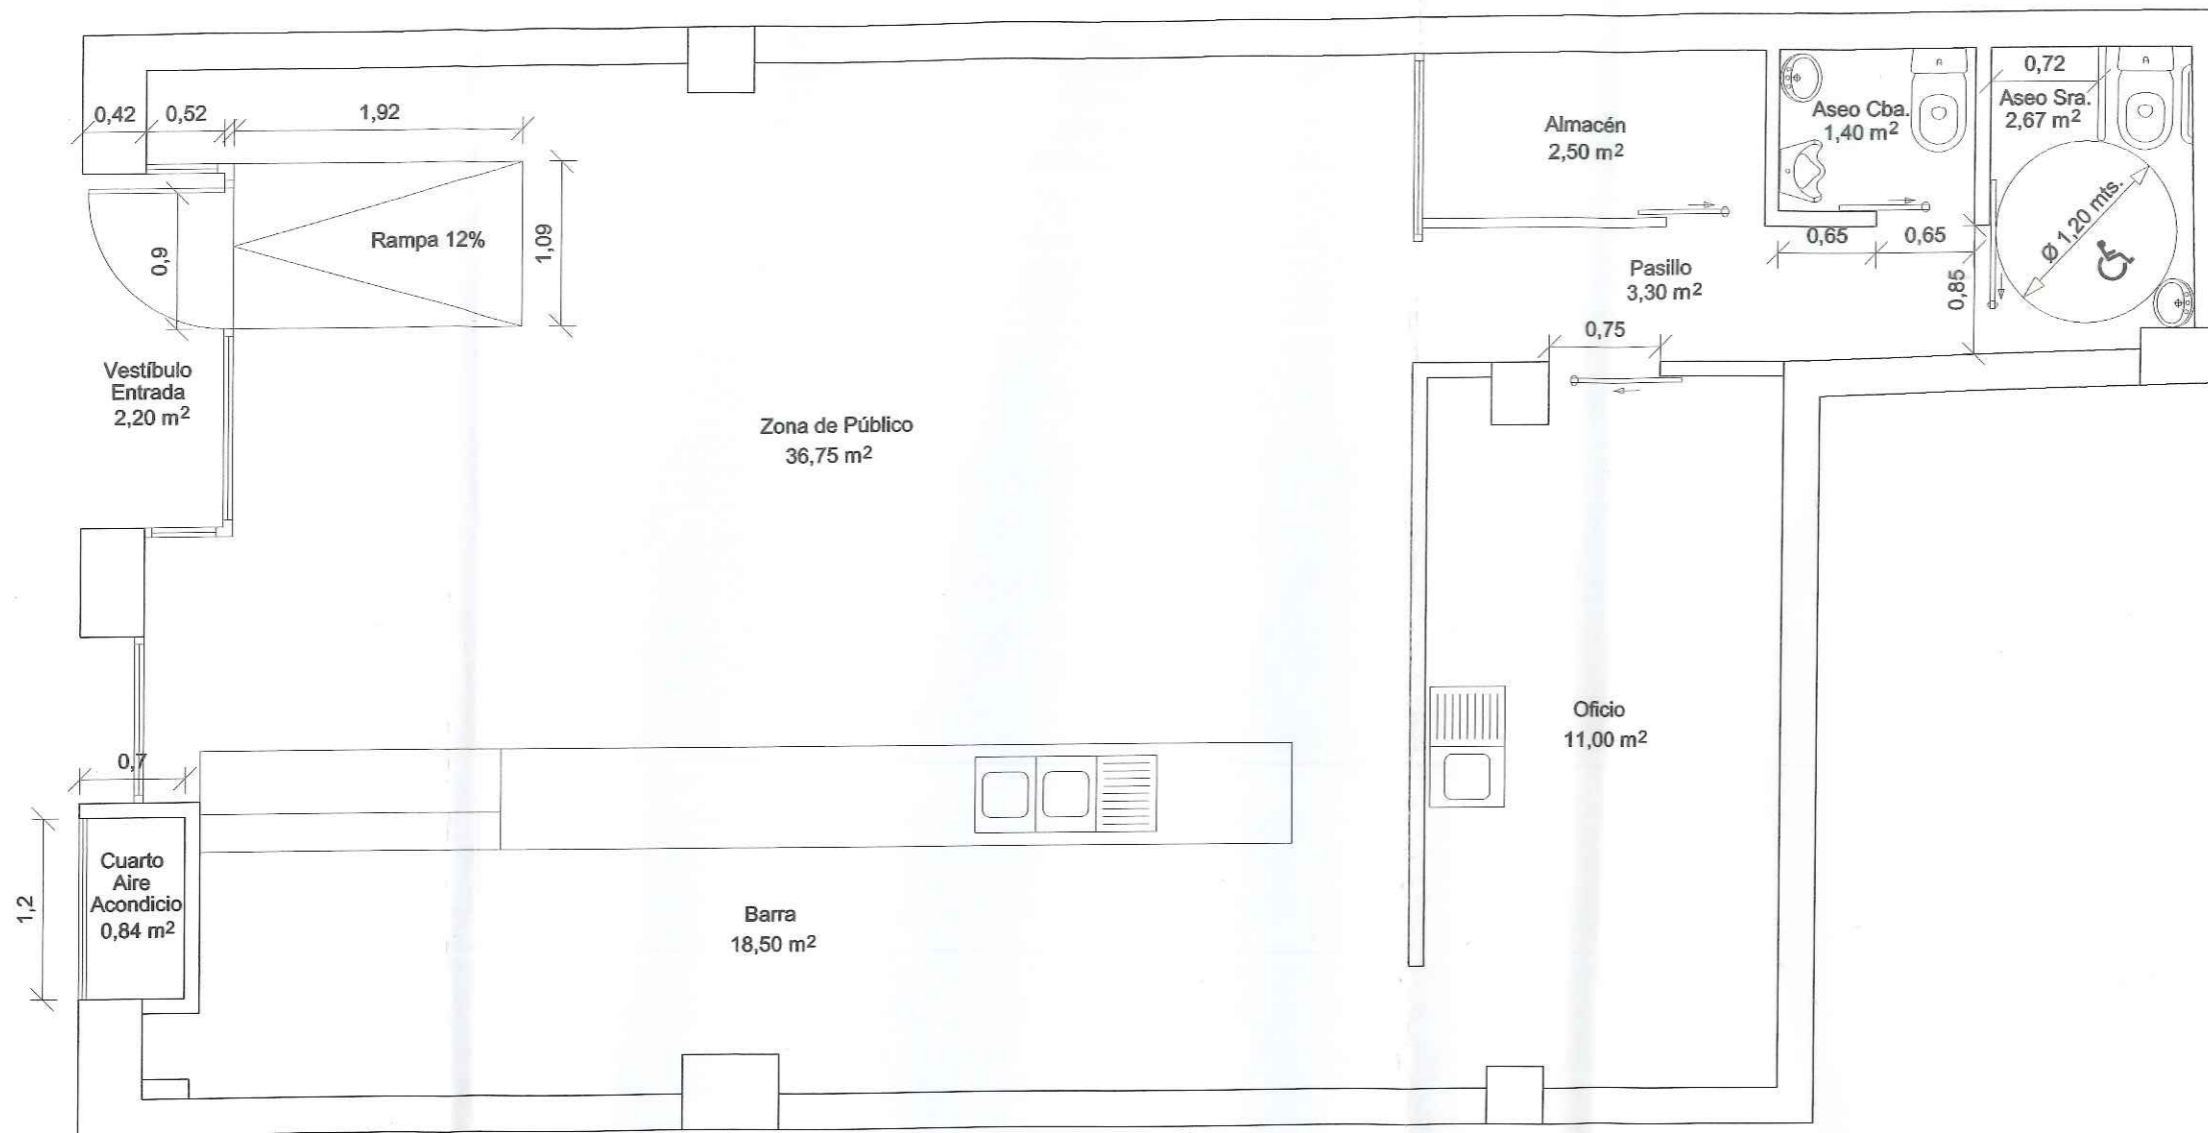 0,42
0,52
1,92
Rampa 12%
1,09
0,9
Vestíbulo
Entrada
2,20 m²
Zona de Público
36,75 m²
Almacén
2,50 m²
Aseo Cba.
1,40 m²
0,72
Aseo Sra.
2,67 m²
Ø 1,20 mts.
0,65
0,65
0,85
Pasillo
3,30 m²
0,75
Oficio
11,00 m²
0,7
1,2
Cuarto
Aire
Acondicio
0,84 m²
Barra
18,50 m²